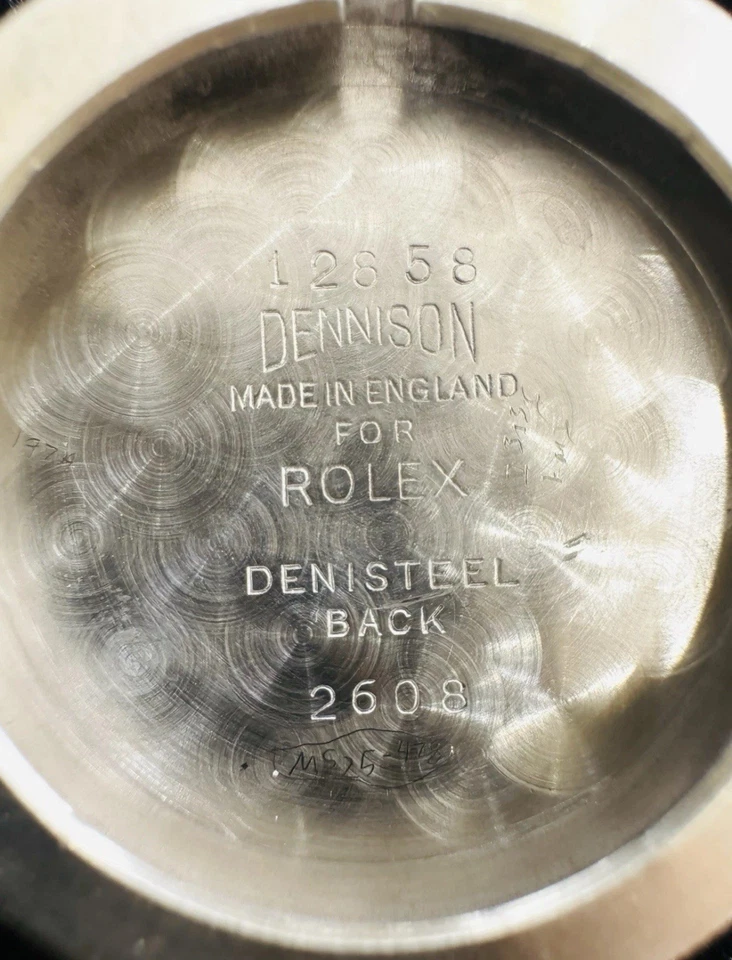 12858
DENNISON
MADE IN ENGLAND
FOR
ROLEX
DENISTEEL
BACK
2608